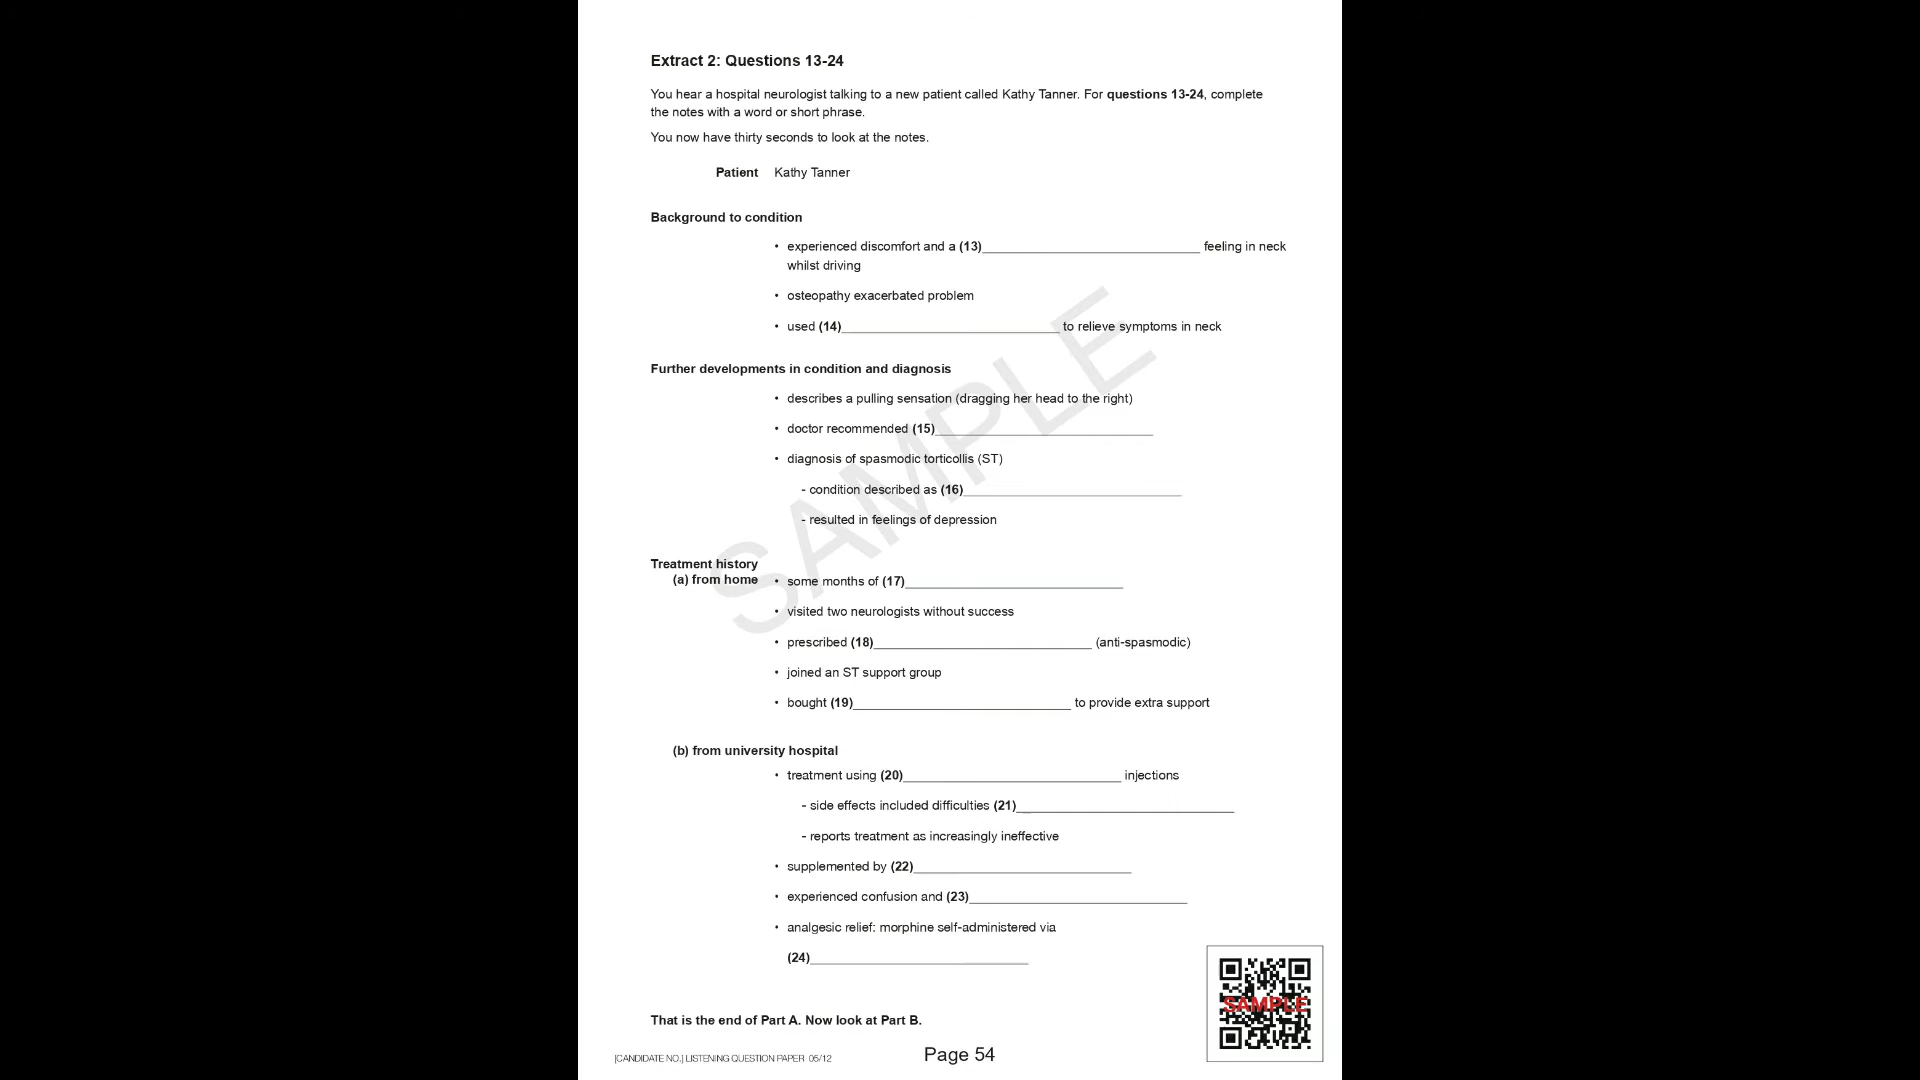 Extract 2: Questions 13-24
You hear a hospital neurologist talking to a new patient called Kathy Tanner. For questions 13-24, complete
the notes with a word or short phrase.
You now have thirty seconds to look at the notes.
Patient Kathy Tanner
Background to condition
• experienced discomfort and a (13)______________________________ feeling in neck
whilst driving
• osteopathy exacerbated problem
• used (14)______________________________ to relieve symptoms in neck
Further developments in condition and diagnosis
• describes a pulling sensation (dragging her head to the right)
• doctor recommended (15)______________________________
• diagnosis of spasmodic torticollis (ST)
- condition described as (16)______________________________
- resulted in feelings of depression
Treatment history
(a) from home • some months of (17)______________________________
• visited two neurologists without success
• prescribed (18)______________________________ (anti-spasmodic)
• joined an ST support group
• bought (19)______________________________ to provide extra support
(b) from university hospital
• treatment using (20)______________________________ injections
- side effects included difficulties (21)______________________________
- reports treatment as increasingly ineffective
• supplemented by (22)______________________________
• experienced confusion and (23)______________________________
• analgesic relief: morphine self-administered via
(24)______________________________
SAMPLE
SAMPLE
That is the end of Part A. Now look at Part B.
[CANDIDATE NO.] LISTENING QUESTION PAPER 05/12
Page 54